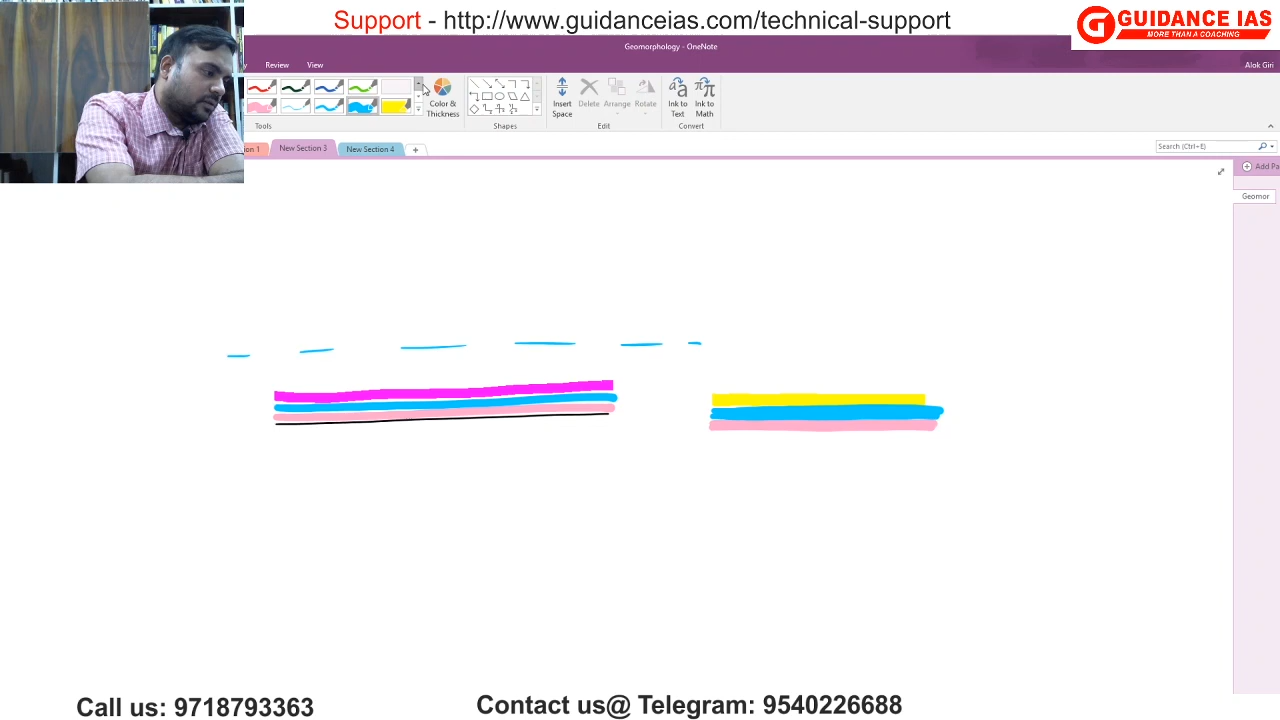 Support - http://www.guidanceias.com/technical-support
GUIDANCE IAS
MORE THAN A COACHING
Geomorphology - OneNote
Alok Giri
Review
View
Color & Thickness
Insert Space
Delete
Arrange
Rotate
Ink to Text
Ink to Math
Tools
Shapes
Edit
Convert
on 1
New Section 3
New Section 4
Search (Ctrl+E)
Add Pa
Geomor
Call us: 9718793363
Contact us@ Telegram: 9540226688